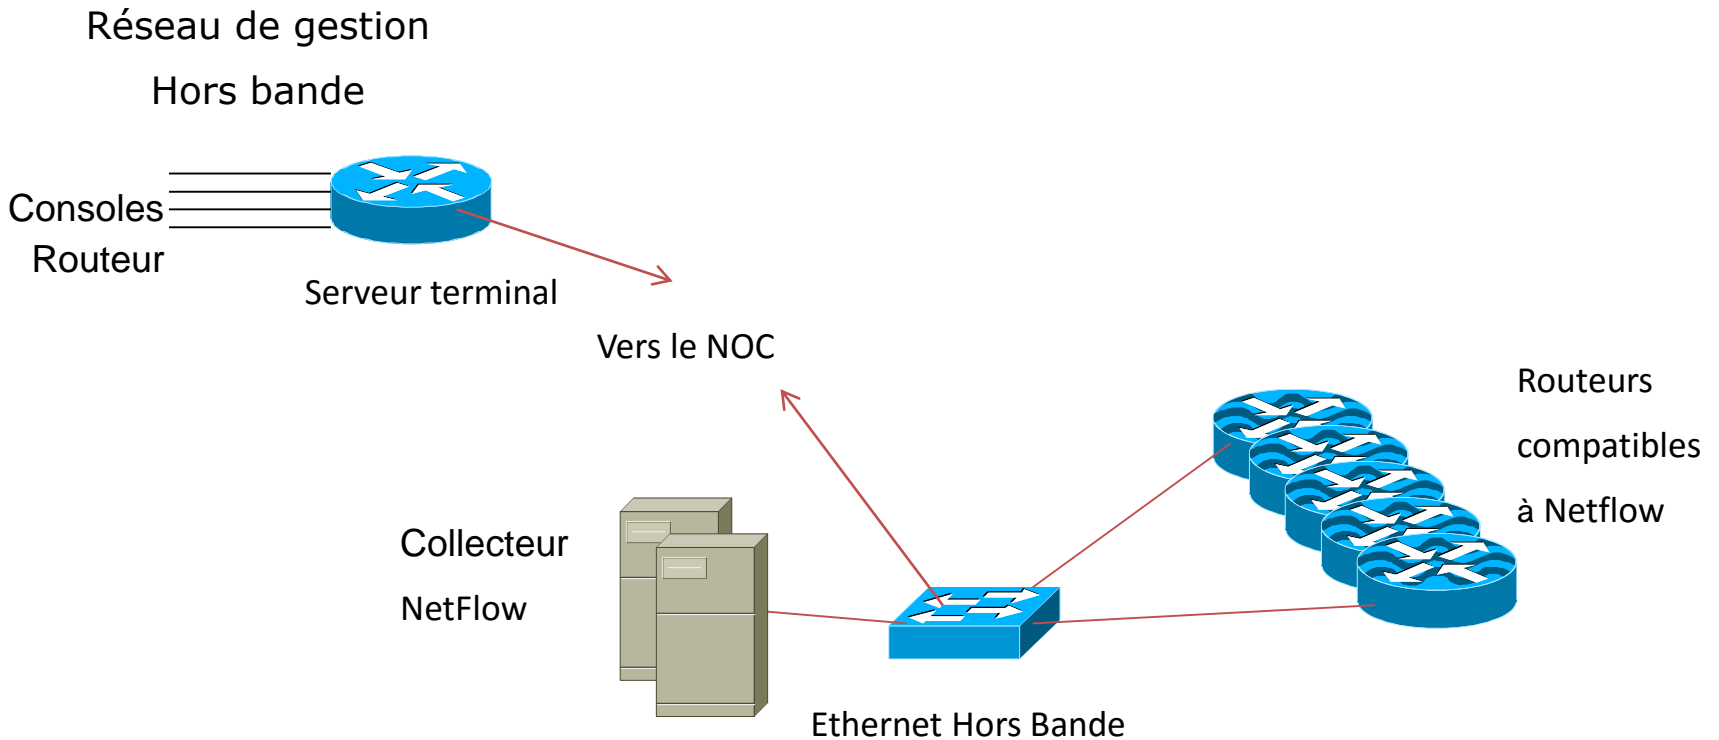 Réseau de gestion
Hors bande
Consoles
Routeur
Serveur terminal
Vers le NOC
Routeurs
compatibles
à Netflow
Collecteur
NetFlow
Ethernet Hors Bande